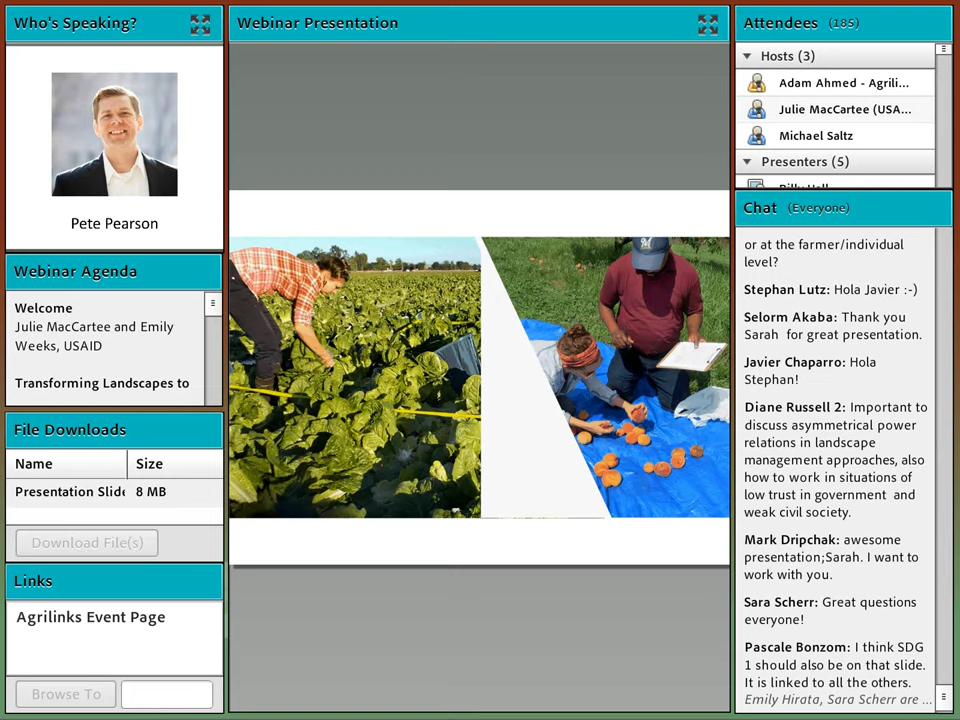 Who's Speaking?
Pete Pearson
Webinar Agenda
Welcome
Julie MacCartee and Emily
Weeks, USAID
Transforming Landscapes to
File Downloads
Name Size
Presentation Slide 8 MB
Download File(s)
Links
Agrilinks Event Page
Browse To
Webinar Presentation
Attendees (185)
Hosts (3)
Adam Ahmed - Agrili...
Julie MacCartee (USA...
Michael Saltz
Presenters (5)
Chat (Everyone)
or at the farmer/individual
level?
Stephan Lutz: Hola Javier :-)
Selorm Akaba: Thank you
Sarah for great presentation.
Javier Chaparro: Hola
Stephan!
Diane Russell 2: Important to
discuss asymmetrical power
relations in landscape
management approaches, also
how to work in situations of
low trust in government and
weak civil society.
Mark Dripchak: awesome
presentation;Sarah. I want to
work with you.
Sara Scherr: Great questions
everyone!
Pascale Bonzom: I think SDG
1 should also be on that slide.
It is linked to all the others.
Emily Hirata, Sara Scherr are ...